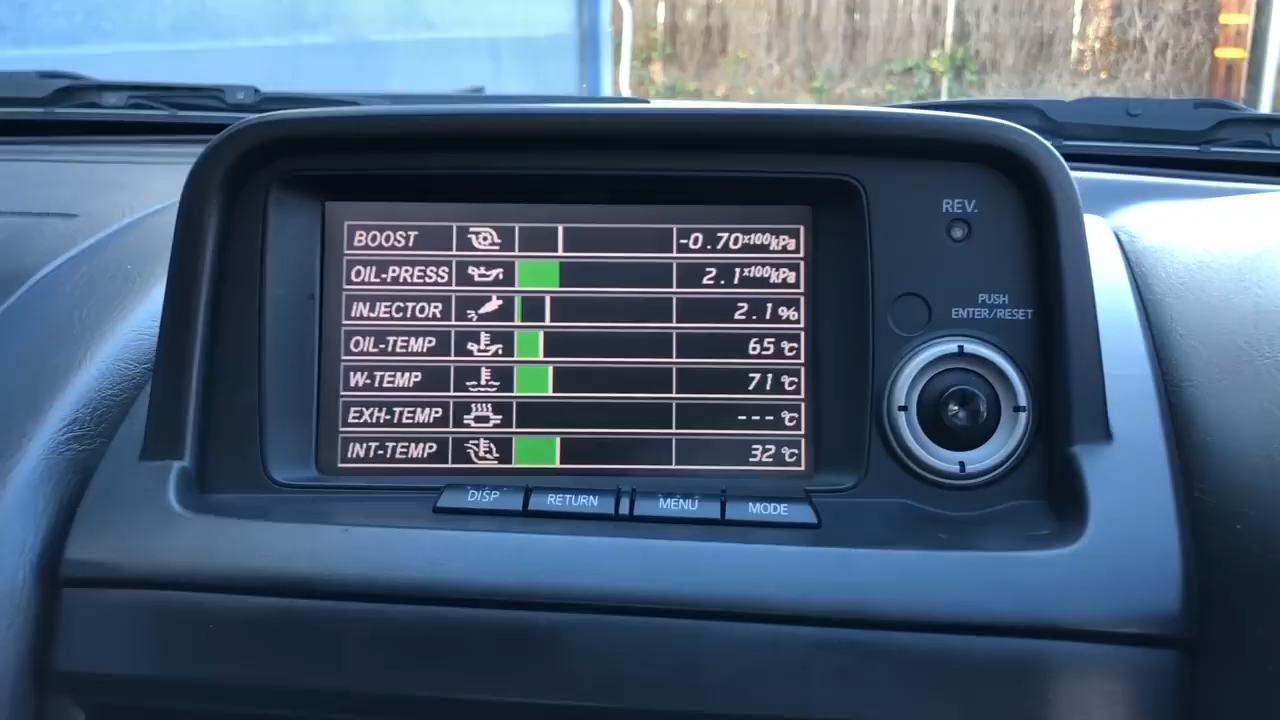 REV.
BOOST -0.70x100kPa
OIL-PRESS 2.1x100kPa
PUSH
ENTER/RESET
INJECTOR 2.1%
OIL-TEMP 65℃
W-TEMP 71℃
EXH-TEMP ---℃
INT-TEMP 32℃
DISP RETURN MENU MODE